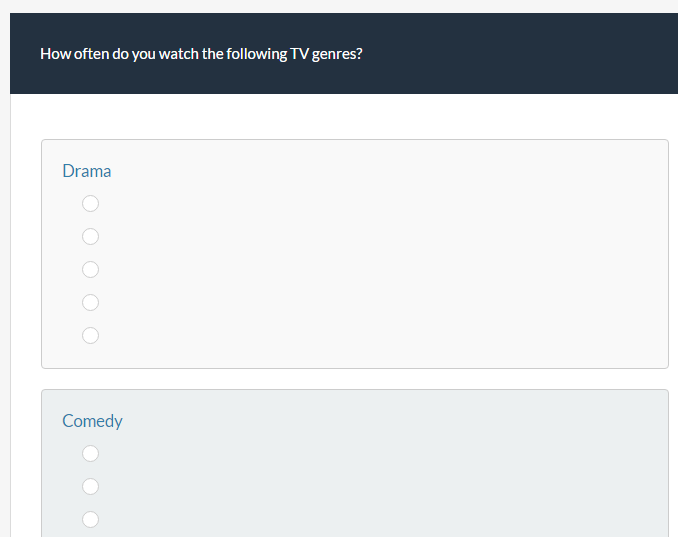 How often do you watch the following TV genres?
Drama
Comedy